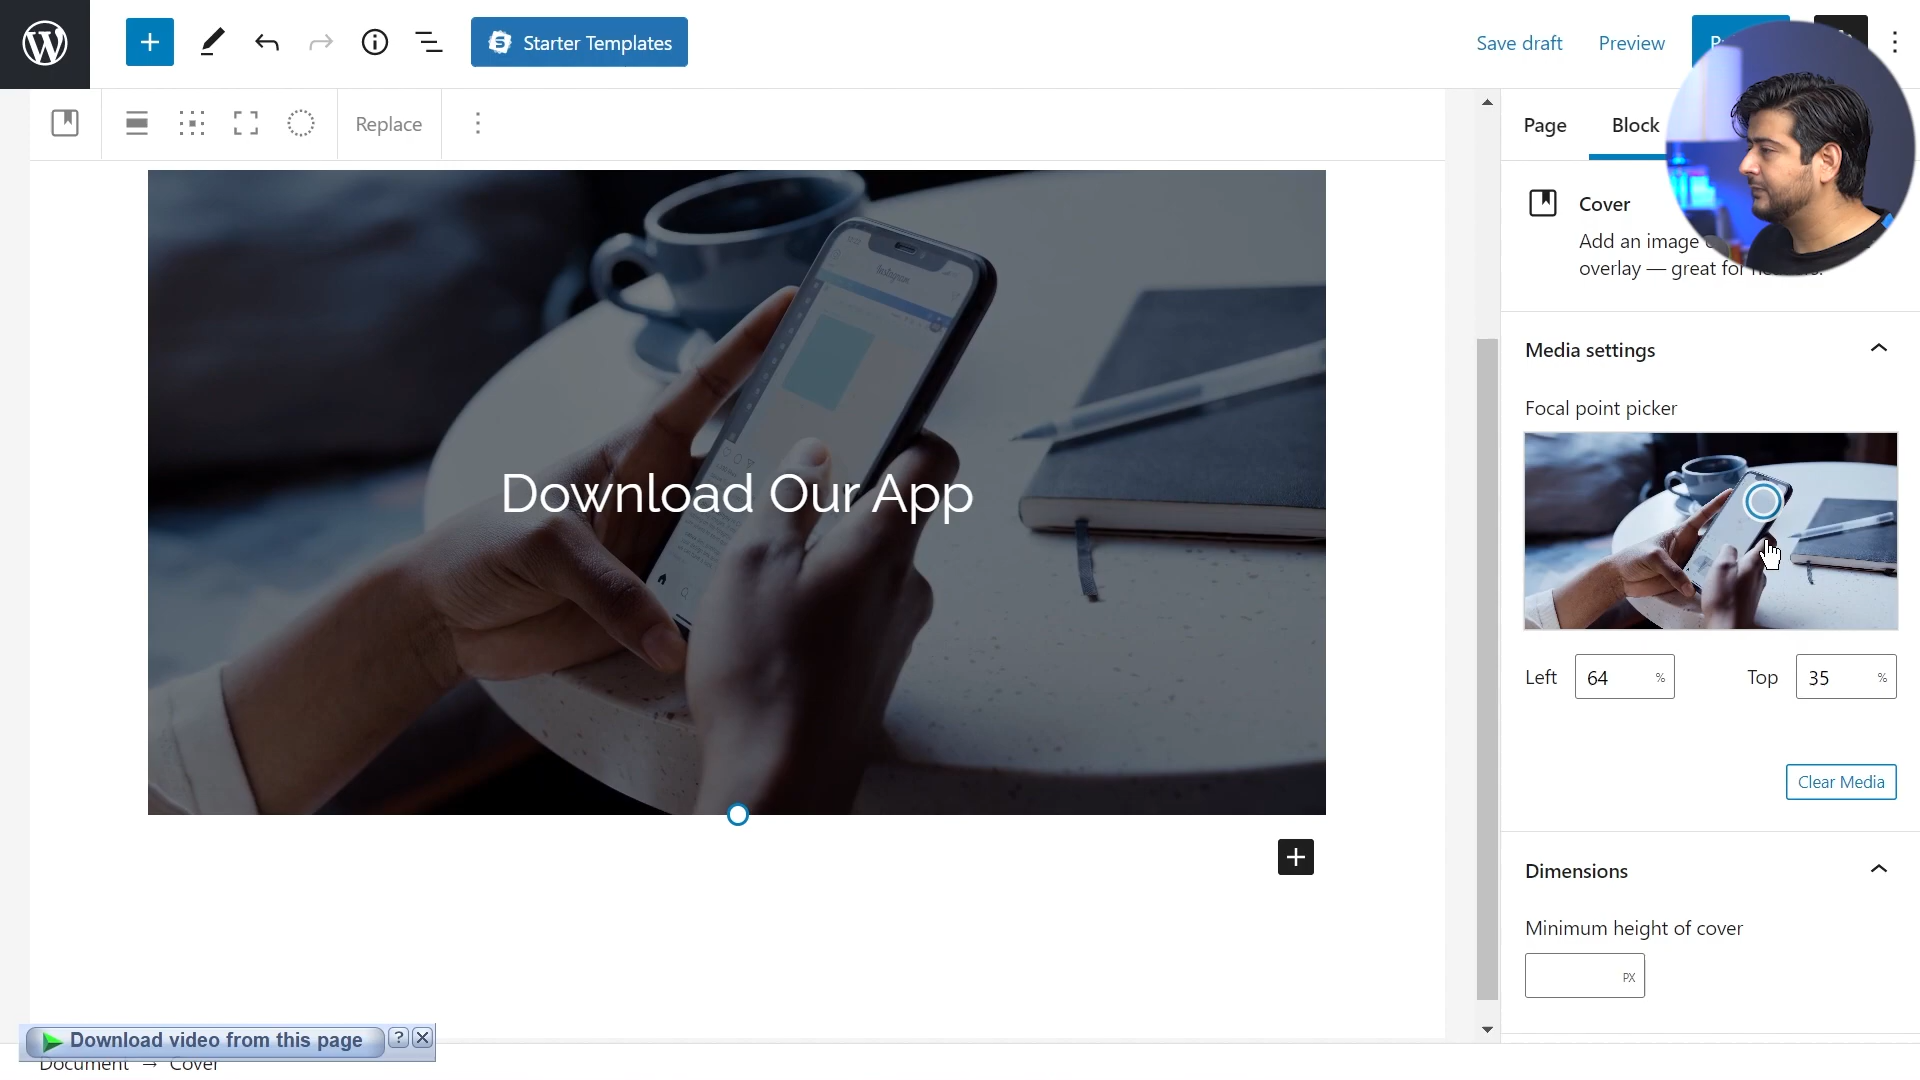 Starter Templates
Save draft
Preview
P
Replace
Page
Block
Cover
Add an image
overlay — great for
Media settings
Focal point picker
Instagram
Download Our App
Left
64
%
Top
35
%
Clear Media
Dimensions
Minimum height of cover
PX
Download video from this page
?
Document → Cover